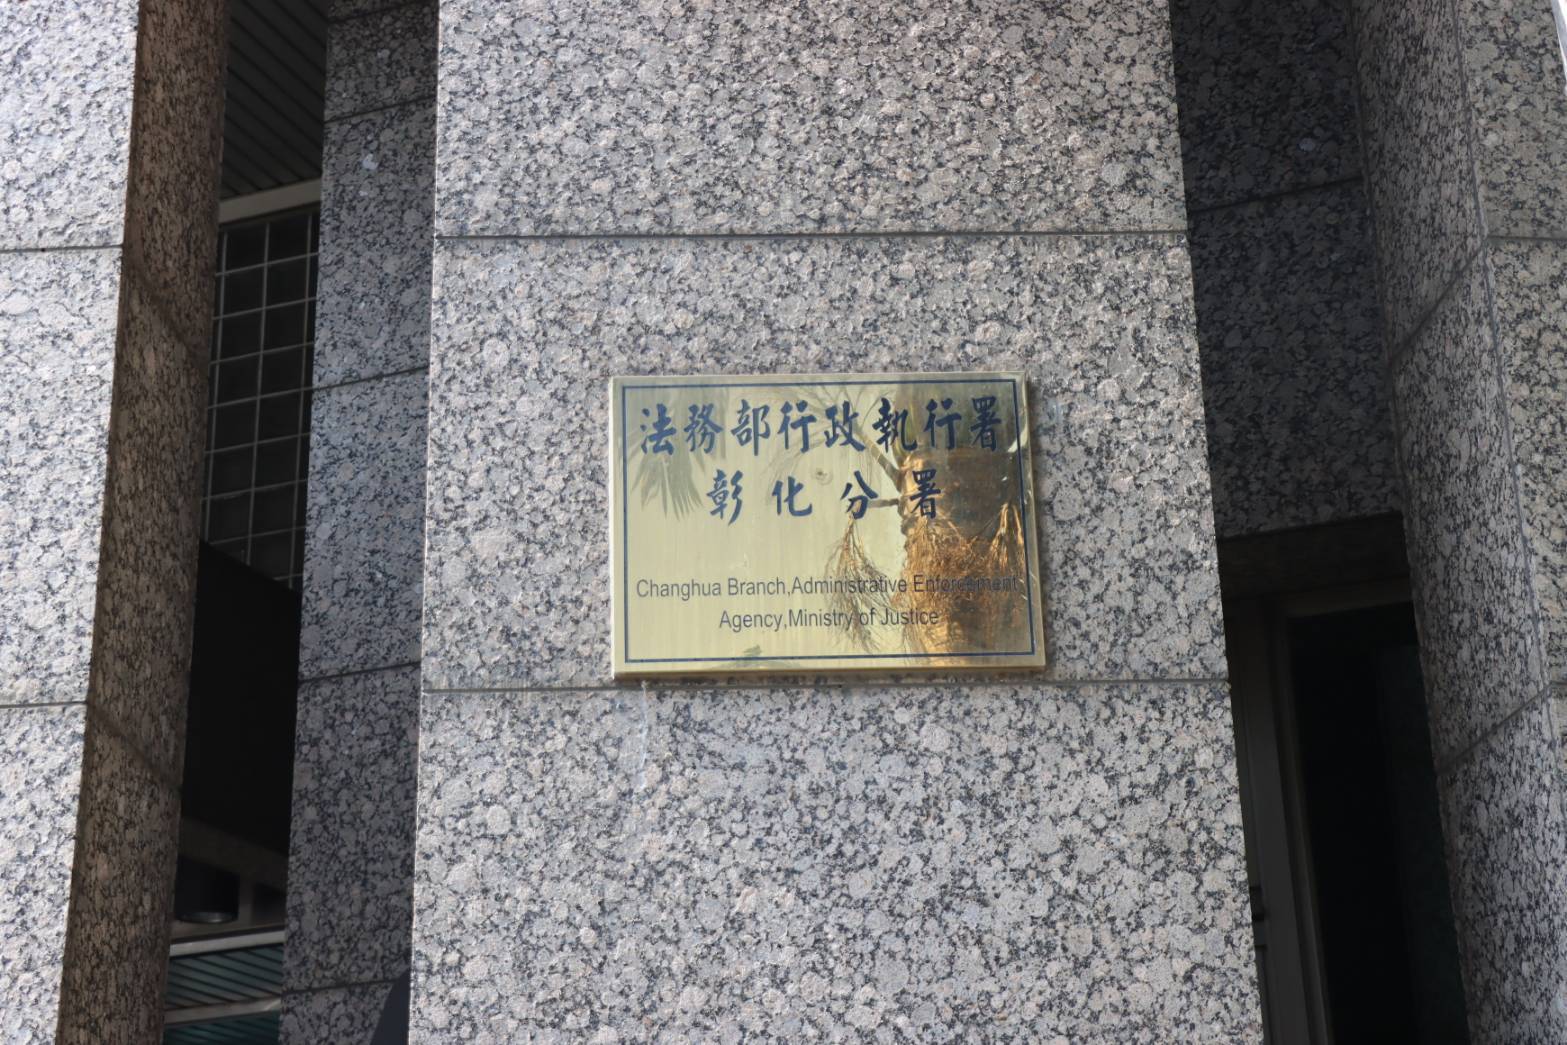 法務部行政執行署
彰化分署
Changhua Branch,Administrative Enforcement
Agency,Ministry of Justice